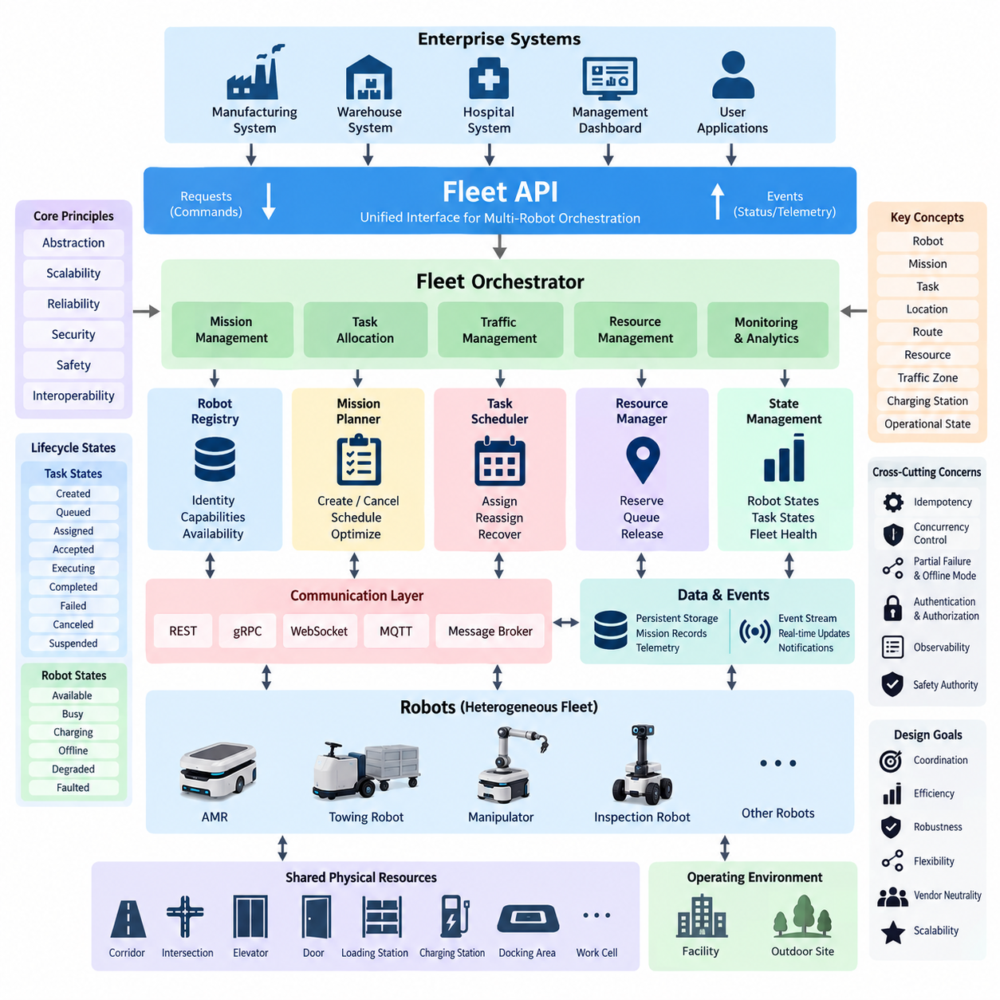 Enterprise Systems
Manufacturing
System
Warehouse
System
Hospital
System
Management
Dashboard
User
Applications
Requests
(Commands)
Fleet API
Unified Interface for Multi-Robot Orchestration
Events
(Status/Telemetry)
Core Principles
Abstraction
Scalability
Reliability
Security
Safety
Interoperability
Fleet Orchestrator
Mission
Management
Task
Allocation
Traffic
Management
Resource
Management
Monitoring
& Analytics
Key Concepts
Robot
Mission
Task
Location
Route
Resource
Traffic Zone
Charging Station
Operational State
Robot
Registry
Identity
Capabilities
Availability
Mission
Planner
Create / Cancel
Schedule
Optimize
Task
Scheduler
Assign
Reassign
Recover
Resource
Manager
Reserve
Queue
Release
State
Management
Robot States
Task States
Fleet Health
Lifecycle States
Task States
Created
Queued
Assigned
Accepted
Executing
Completed
Failed
Canceled
Suspended
Robot States
Available
Busy
Charging
Offline
Degraded
Faulted
Communication Layer
REST
gRPC
WebSocket
MQTT
Message Broker
Data & Events
Persistent Storage
Mission Records
Telemetry
Event Stream
Real-time Updates
Notifications
Cross-Cutting Concerns
Idempotency
Concurrency
Control
Partial Failure
& Offline Mode
Authentication
& Authorization
Observability
Safety Authority
Robots (Heterogeneous Fleet)
AMR
Towing Robot
Manipulator
Inspection Robot
Other Robots
Design Goals
Coordination
Efficiency
Robustness
Flexibility
Vendor Neutrality
Scalability
Shared Physical Resources
Corridor
Intersection
Elevator
Door
Loading Station
Charging Station
Docking Area
Work Cell
Operating Environment
Facility
Outdoor Site